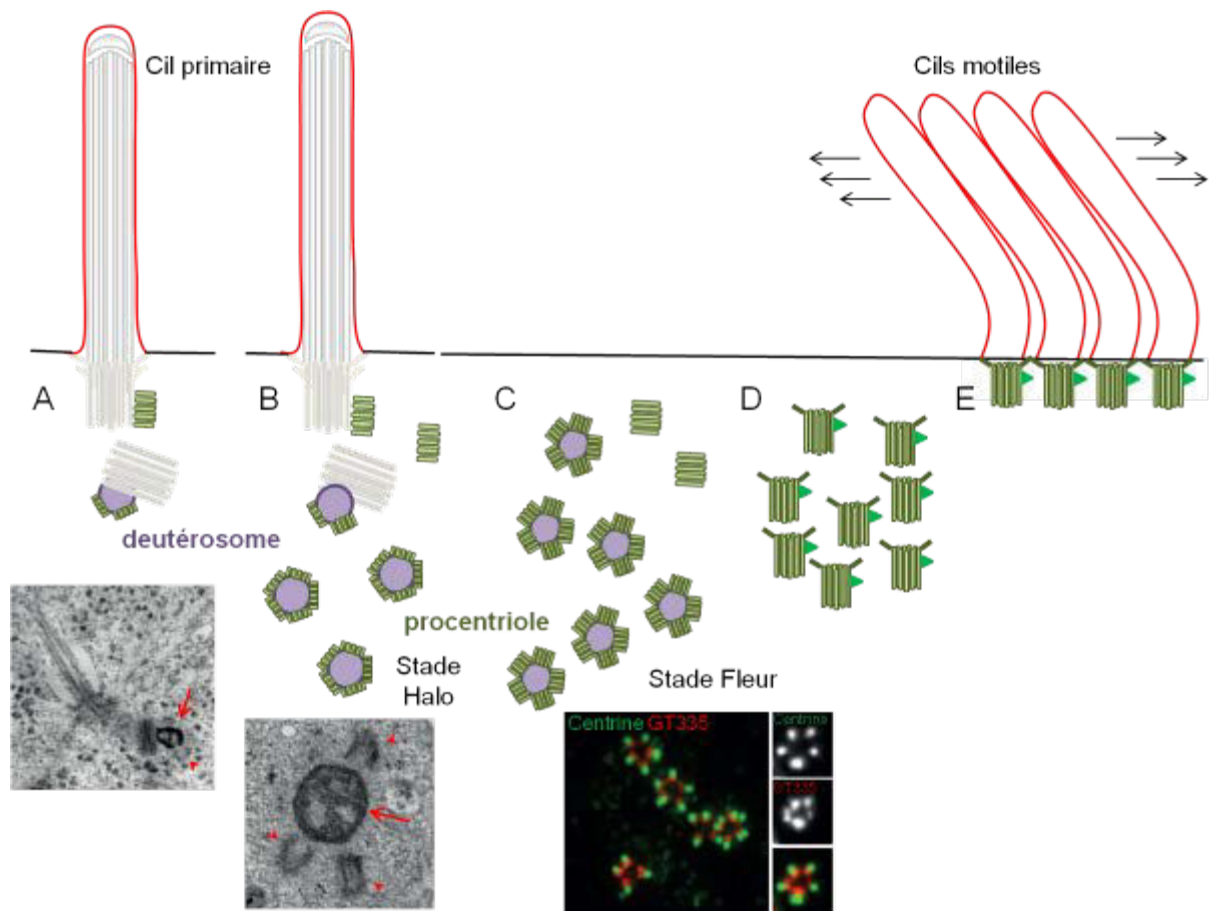 Cil primaire
Cils motiles
A
B
C
D
E
deutérosome
procentriole
Stade
Halo
Stade Fleur
Centrine GT335
Centrine
GT335